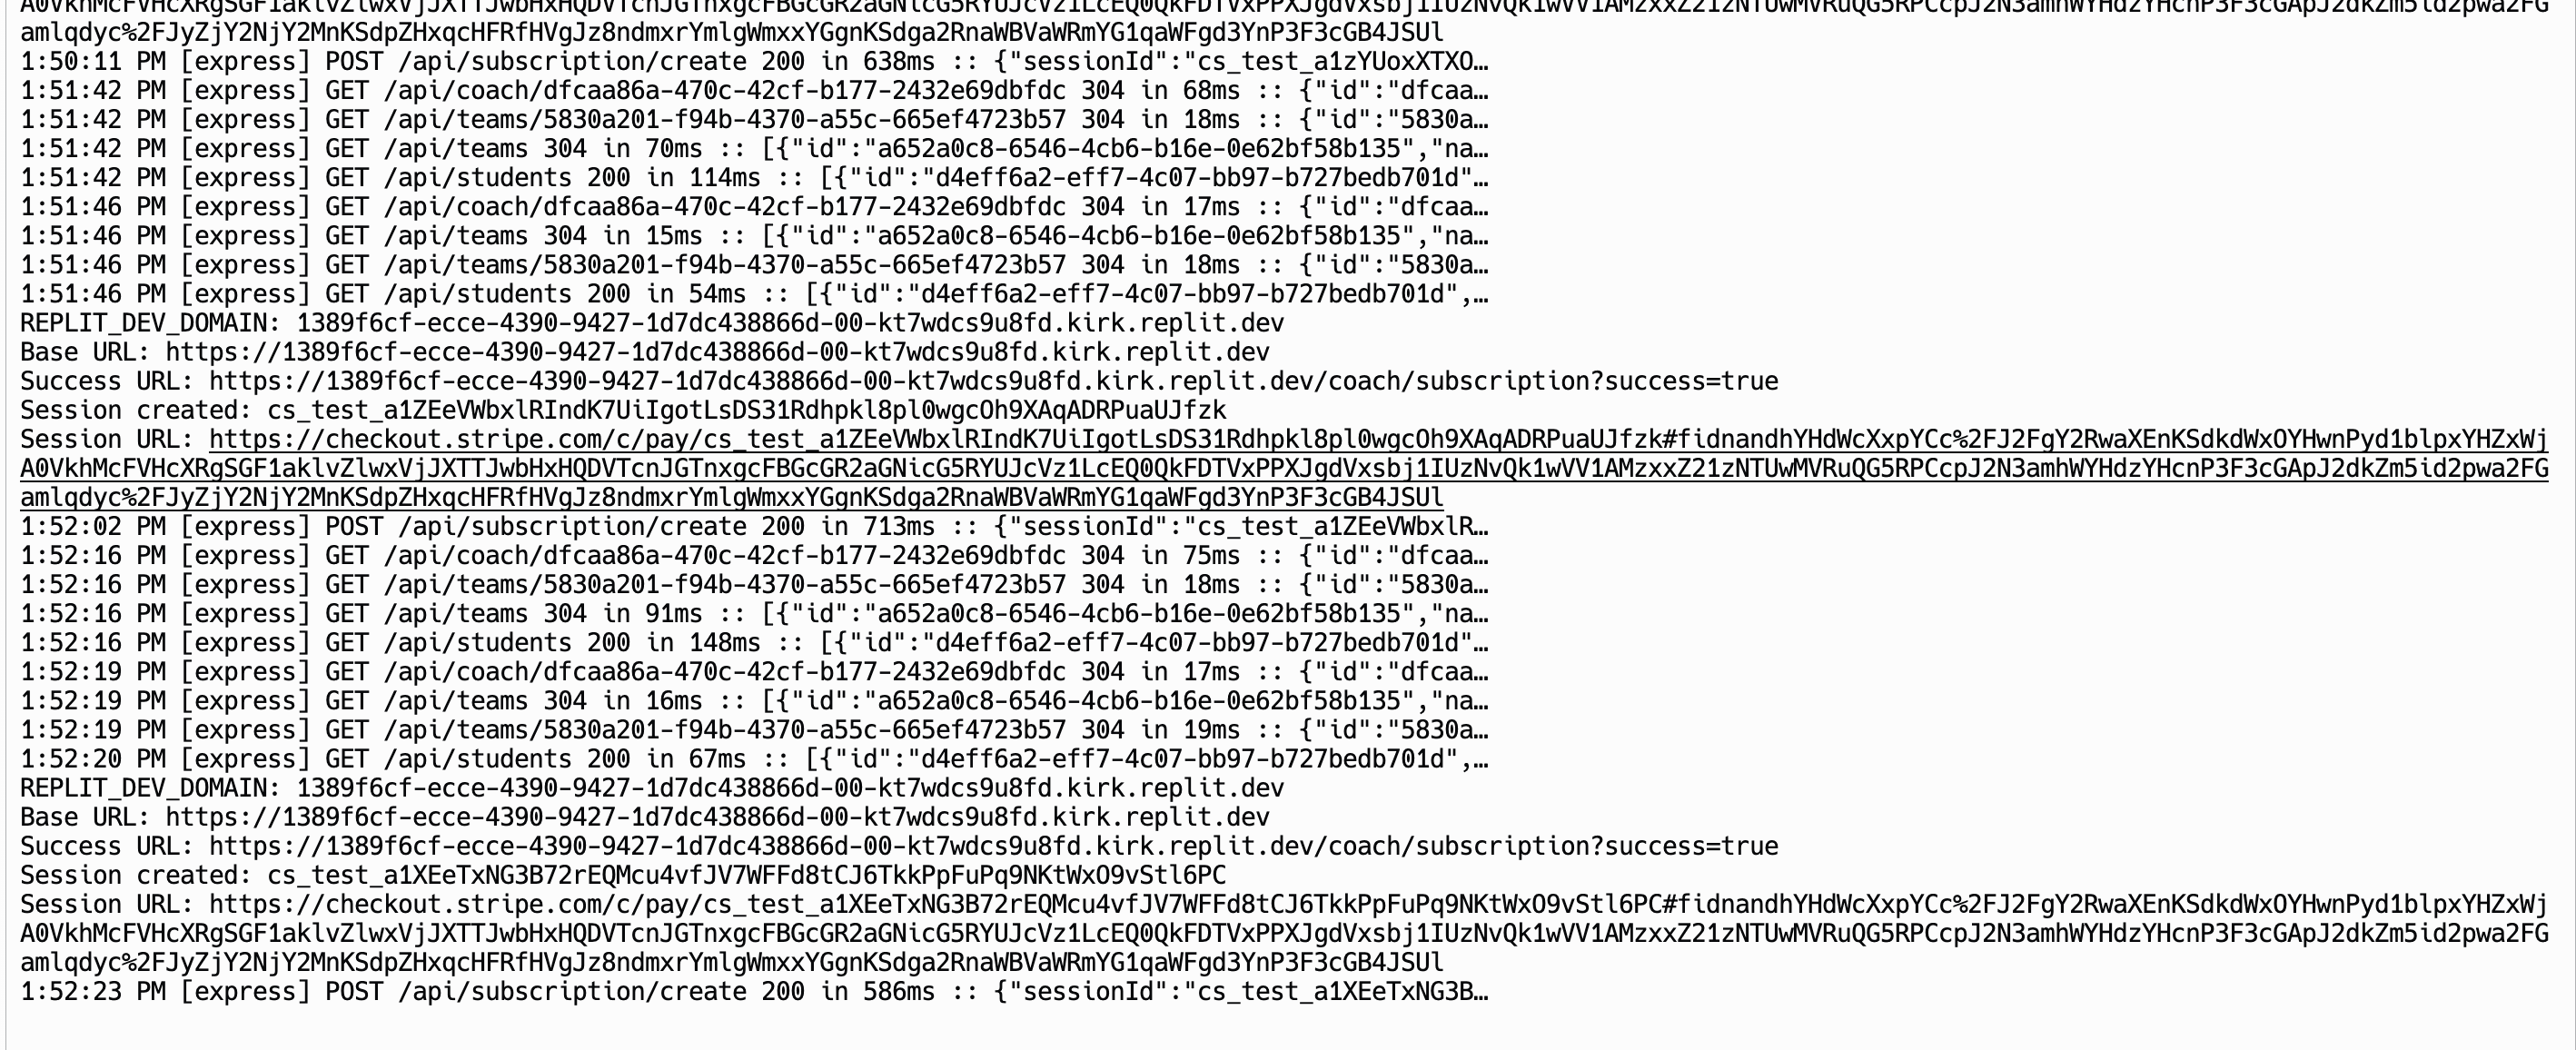 A0VkhMcFVHcXRgSGF1aklvZlwxVjJXTTJwbHxHQDVTcnJGTnxgcFBGcGR2aGNicG5RYUJcVz1LcEQ0QkFDTVxPPXJgdVxsbj1IUzNvQk1wVV1AMzxxZ21zNTUwMVRuQG5RPCcpJ2N3amhWYHdzYHcnP3F3cGApJ2dkZm5id2pwa2FG
amlqdyc%2FJyZjY2NjY2MnKSdpZHxqcHFRfHVgJz8ndmxrYmlgWmxxYGgnKSdga2RnaWBVaWRmYG1qaWFgd3YnP3F3cGB4JSUl
1:50:11 PM [express] POST /api/subscription/create 200 in 638ms :: {"sessionId":"cs_test_a1zYUoxXTXO…
1:51:42 PM [express] GET /api/coach/dfcaa86a-470c-42cf-b177-2432e69dbfdc 304 in 68ms :: {"id":"dfcaa…
1:51:42 PM [express] GET /api/teams/5830a201-f94b-4370-a55c-665ef4723b57 304 in 18ms :: {"id":"5830a…
1:51:42 PM [express] GET /api/teams 304 in 70ms :: [{"id":"a652a0c8-6546-4cb6-b16e-0e62bf58b135","na…
1:51:42 PM [express] GET /api/students 200 in 114ms :: [{"id":"d4eff6a2-eff7-4c07-bb97-b727bedb701d"…
1:51:46 PM [express] GET /api/coach/dfcaa86a-470c-42cf-b177-2432e69dbfdc 304 in 17ms :: {"id":"dfcaa…
1:51:46 PM [express] GET /api/teams 304 in 15ms :: [{"id":"a652a0c8-6546-4cb6-b16e-0e62bf58b135","na…
1:51:46 PM [express] GET /api/teams/5830a201-f94b-4370-a55c-665ef4723b57 304 in 18ms :: {"id":"5830a…
1:51:46 PM [express] GET /api/students 200 in 54ms :: [{"id":"d4eff6a2-eff7-4c07-bb97-b727bedb701d",…
REPLIT_DEV_DOMAIN: 1389f6cf-ecce-4390-9427-1d7dc438866d-00-kt7wdcs9u8fd.kirk.replit.dev
Base URL: https://1389f6cf-ecce-4390-9427-1d7dc438866d-00-kt7wdcs9u8fd.kirk.replit.dev
Success URL: https://1389f6cf-ecce-4390-9427-1d7dc438866d-00-kt7wdcs9u8fd.kirk.replit.dev/coach/subscription?success=true
Session created: cs_test_a1ZEeVWbxlRIndK7UiIgotLsDS31Rdhpkl8pl0wgcOh9XAqADRPuaUJfzk
Session URL: https://checkout.stripe.com/c/pay/cs_test_a1ZEeVWbxlRIndK7UiIgotLsDS31Rdhpkl8pl0wgcOh9XAqADRPuaUJfzk#fidnandhYHdWcXxpYCc%2FJ2FgY2RwaXEnKSdkdWxOYHwnPyd1blpxYHZxWj
A0VkhMcFVHcXRgSGF1aklvZlwxVjJXTTJwbHxHQDVTcnJGTnxgcFBGcGR2aGNicG5RYUJcVz1LcEQ0QkFDTVxPPXJgdVxsbj1IUzNvQk1wVV1AMzxxZ21zNTUwMVRuQG5RPCcpJ2N3amhWYHdzYHcnP3F3cGApJ2dkZm5id2pwa2FG
amlqdyc%2FJyZjY2NjY2MnKSdpZHxqcHFRfHVgJz8ndmxrYmlgWmxxYGgnKSdga2RnaWBVaWRmYG1qaWFgd3YnP3F3cGB4JSUl
1:52:02 PM [express] POST /api/subscription/create 200 in 713ms :: {"sessionId":"cs_test_a1ZEeVWbxlR…
1:52:16 PM [express] GET /api/coach/dfcaa86a-470c-42cf-b177-2432e69dbfdc 304 in 75ms :: {"id":"dfcaa…
1:52:16 PM [express] GET /api/teams/5830a201-f94b-4370-a55c-665ef4723b57 304 in 18ms :: {"id":"5830a…
1:52:16 PM [express] GET /api/teams 304 in 91ms :: [{"id":"a652a0c8-6546-4cb6-b16e-0e62bf58b135","na…
1:52:16 PM [express] GET /api/students 200 in 148ms :: [{"id":"d4eff6a2-eff7-4c07-bb97-b727bedb701d"…
1:52:19 PM [express] GET /api/coach/dfcaa86a-470c-42cf-b177-2432e69dbfdc 304 in 17ms :: {"id":"dfcaa…
1:52:19 PM [express] GET /api/teams 304 in 16ms :: [{"id":"a652a0c8-6546-4cb6-b16e-0e62bf58b135","na…
1:52:19 PM [express] GET /api/teams/5830a201-f94b-4370-a55c-665ef4723b57 304 in 19ms :: {"id":"5830a…
1:52:20 PM [express] GET /api/students 200 in 67ms :: [{"id":"d4eff6a2-eff7-4c07-bb97-b727bedb701d",…
REPLIT_DEV_DOMAIN: 1389f6cf-ecce-4390-9427-1d7dc438866d-00-kt7wdcs9u8fd.kirk.replit.dev
Base URL: https://1389f6cf-ecce-4390-9427-1d7dc438866d-00-kt7wdcs9u8fd.kirk.replit.dev
Success URL: https://1389f6cf-ecce-4390-9427-1d7dc438866d-00-kt7wdcs9u8fd.kirk.replit.dev/coach/subscription?success=true
Session created: cs_test_a1XEeTxNG3B72rEQMcu4vfJV7WFFd8tCJ6TkkPpFuPq9NKtWxO9vStl6PC
Session URL: https://checkout.stripe.com/c/pay/cs_test_a1XEeTxNG3B72rEQMcu4vfJV7WFFd8tCJ6TkkPpFuPq9NKtWxO9vStl6PC#fidnandhYHdWcXxpYCc%2FJ2FgY2RwaXEnKSdkdWxOYHwnPyd1blpxYHZxWj
A0VkhMcFVHcXRgSGF1aklvZlwxVjJXTTJwbHxHQDVTcnJGTnxgcFBGcGR2aGNicG5RYUJcVz1LcEQ0QkFDTVxPPXJgdVxsbj1IUzNvQk1wVV1AMzxxZ21zNTUwMVRuQG5RPCcpJ2N3amhWYHdzYHcnP3F3cGApJ2dkZm5id2pwa2FG
amlqdyc%2FJyZjY2NjY2MnKSdpZHxqcHFRfHVgJz8ndmxrYmlgWmxxYGgnKSdga2RnaWBVaWRmYG1qaWFgd3YnP3F3cGB4JSUl
1:52:23 PM [express] POST /api/subscription/create 200 in 586ms :: {"sessionId":"cs_test_a1XEeTxNG3B…